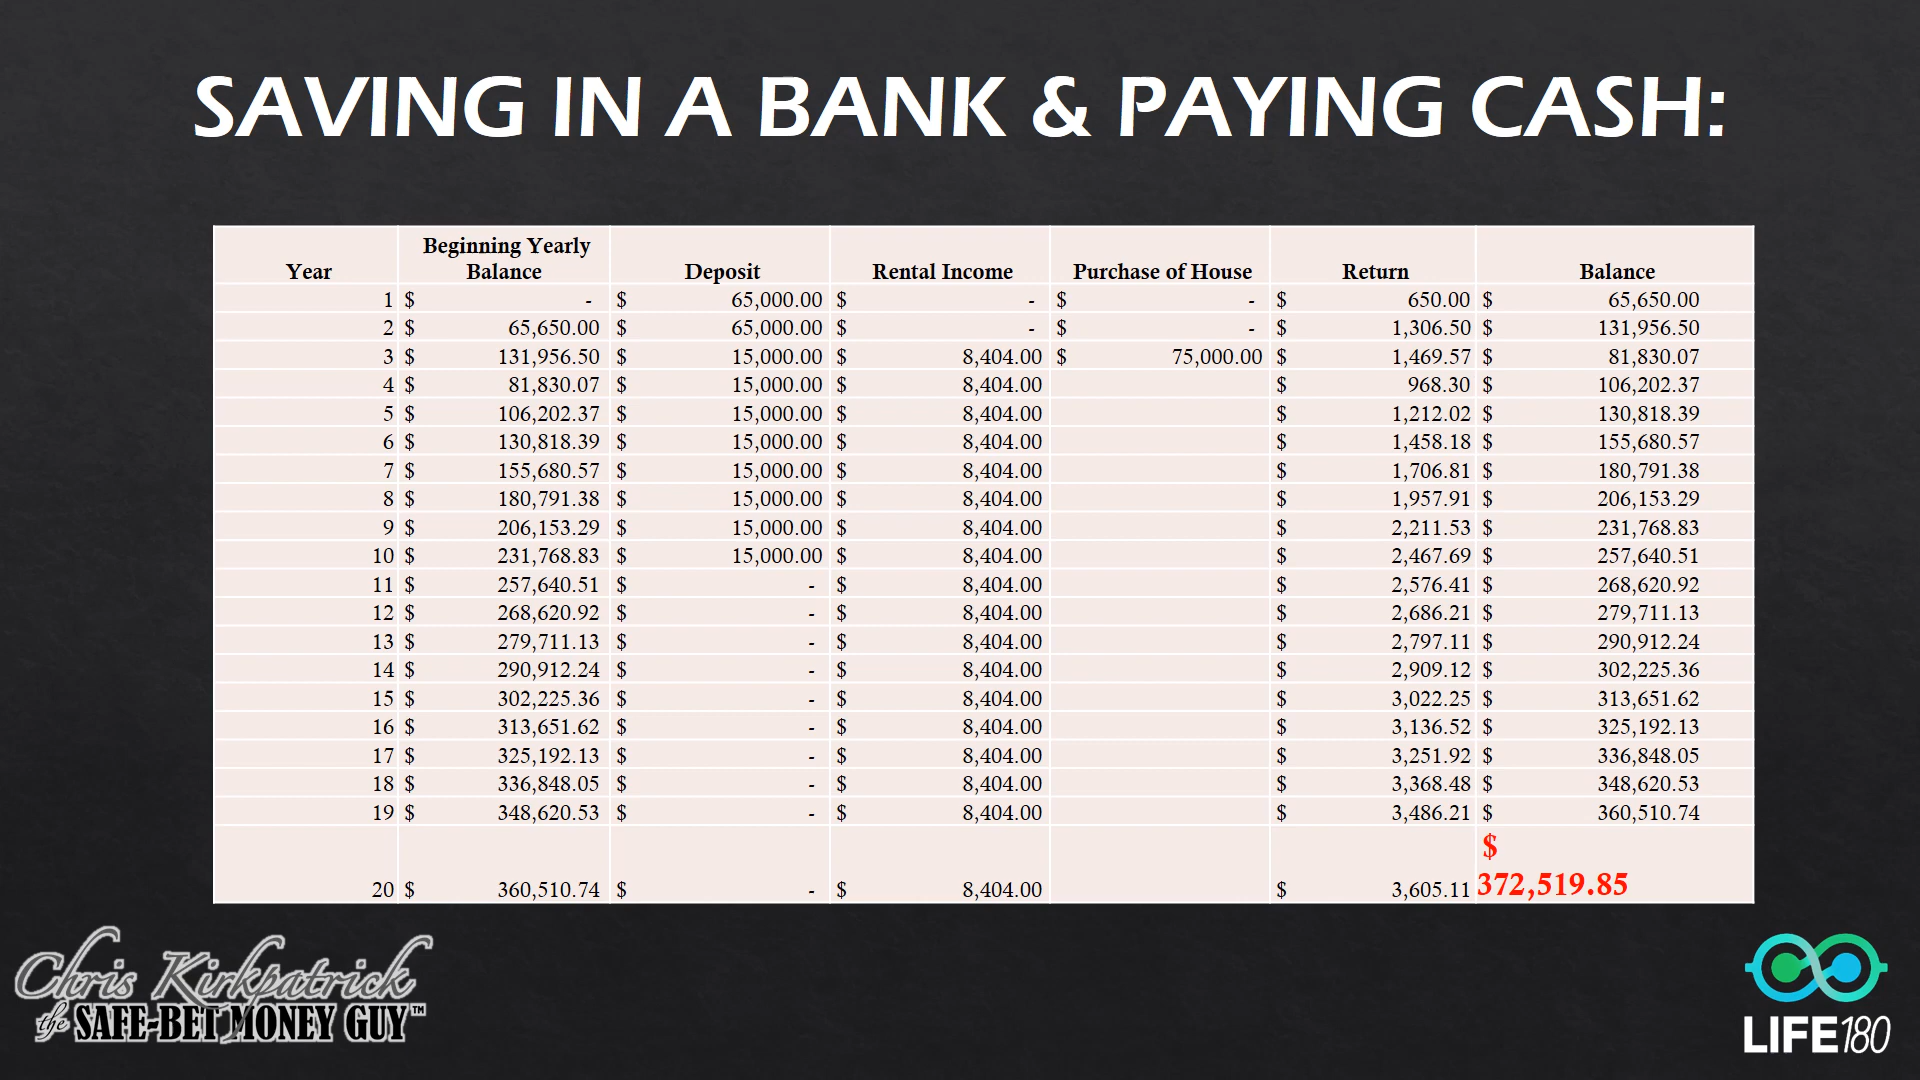 SAVING IN A BANK & PAYING CASH:
Year Beginning Yearly Balance Deposit Rental Income Purchase of House Return Balance
1 $ - $ 65,000.00 $ - $ - $ 650.00 $ 65,650.00
2 $ 65,650.00 $ 65,000.00 $ - $ - $ 1,306.50 $ 131,956.50
3 $ 131,956.50 $ 15,000.00 $ 8,404.00 $ 75,000.00 $ 1,469.57 $ 81,830.07
4 $ 81,830.07 $ 15,000.00 $ 8,404.00 $ 968.30 $ 106,202.37
5 $ 106,202.37 $ 15,000.00 $ 8,404.00 $ 1,212.02 $ 130,818.39
6 $ 130,818.39 $ 15,000.00 $ 8,404.00 $ 1,458.18 $ 155,680.57
7 $ 155,680.57 $ 15,000.00 $ 8,404.00 $ 1,706.81 $ 180,791.38
8 $ 180,791.38 $ 15,000.00 $ 8,404.00 $ 1,957.91 $ 206,153.29
9 $ 206,153.29 $ 15,000.00 $ 8,404.00 $ 2,211.53 $ 231,768.83
10 $ 231,768.83 $ 15,000.00 $ 8,404.00 $ 2,467.69 $ 257,640.51
11 $ 257,640.51 $ - $ 8,404.00 $ 2,576.41 $ 268,620.92
12 $ 268,620.92 $ - $ 8,404.00 $ 2,686.21 $ 279,711.13
13 $ 279,711.13 $ - $ 8,404.00 $ 2,797.11 $ 290,912.24
14 $ 290,912.24 $ - $ 8,404.00 $ 2,909.12 $ 302,225.36
15 $ 302,225.36 $ - $ 8,404.00 $ 3,022.25 $ 313,651.62
16 $ 313,651.62 $ - $ 8,404.00 $ 3,136.52 $ 325,192.13
17 $ 325,192.13 $ - $ 8,404.00 $ 3,251.92 $ 336,848.05
18 $ 336,848.05 $ - $ 8,404.00 $ 3,368.48 $ 348,620.53
19 $ 348,620.53 $ - $ 8,404.00 $ 3,486.21 $ 360,510.74
20 $ 360,510.74 $ - $ 8,404.00 $ 3,605.11 $ 372,519.85
Chris Kirkpatrick
the SAFE-BET MONEY GUY™
LIFE180